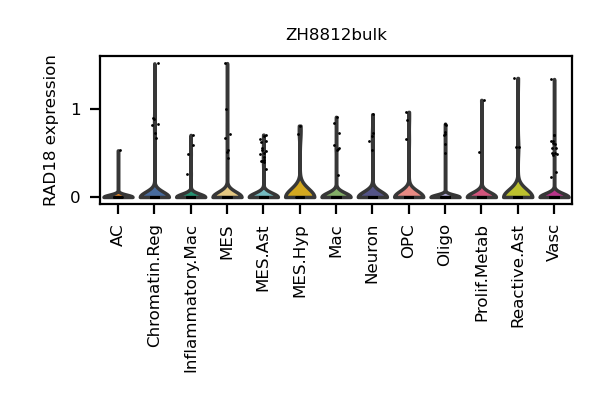 ZH8812bulk
RAD18 expression
1
0
AC
Chromatin.Reg
Inflammatory.Mac
MES
MES.Ast
MES.Hyp
Mac
Neuron
OPC
Oligo
Prolif.Metab
Reactive.Ast
Vasc